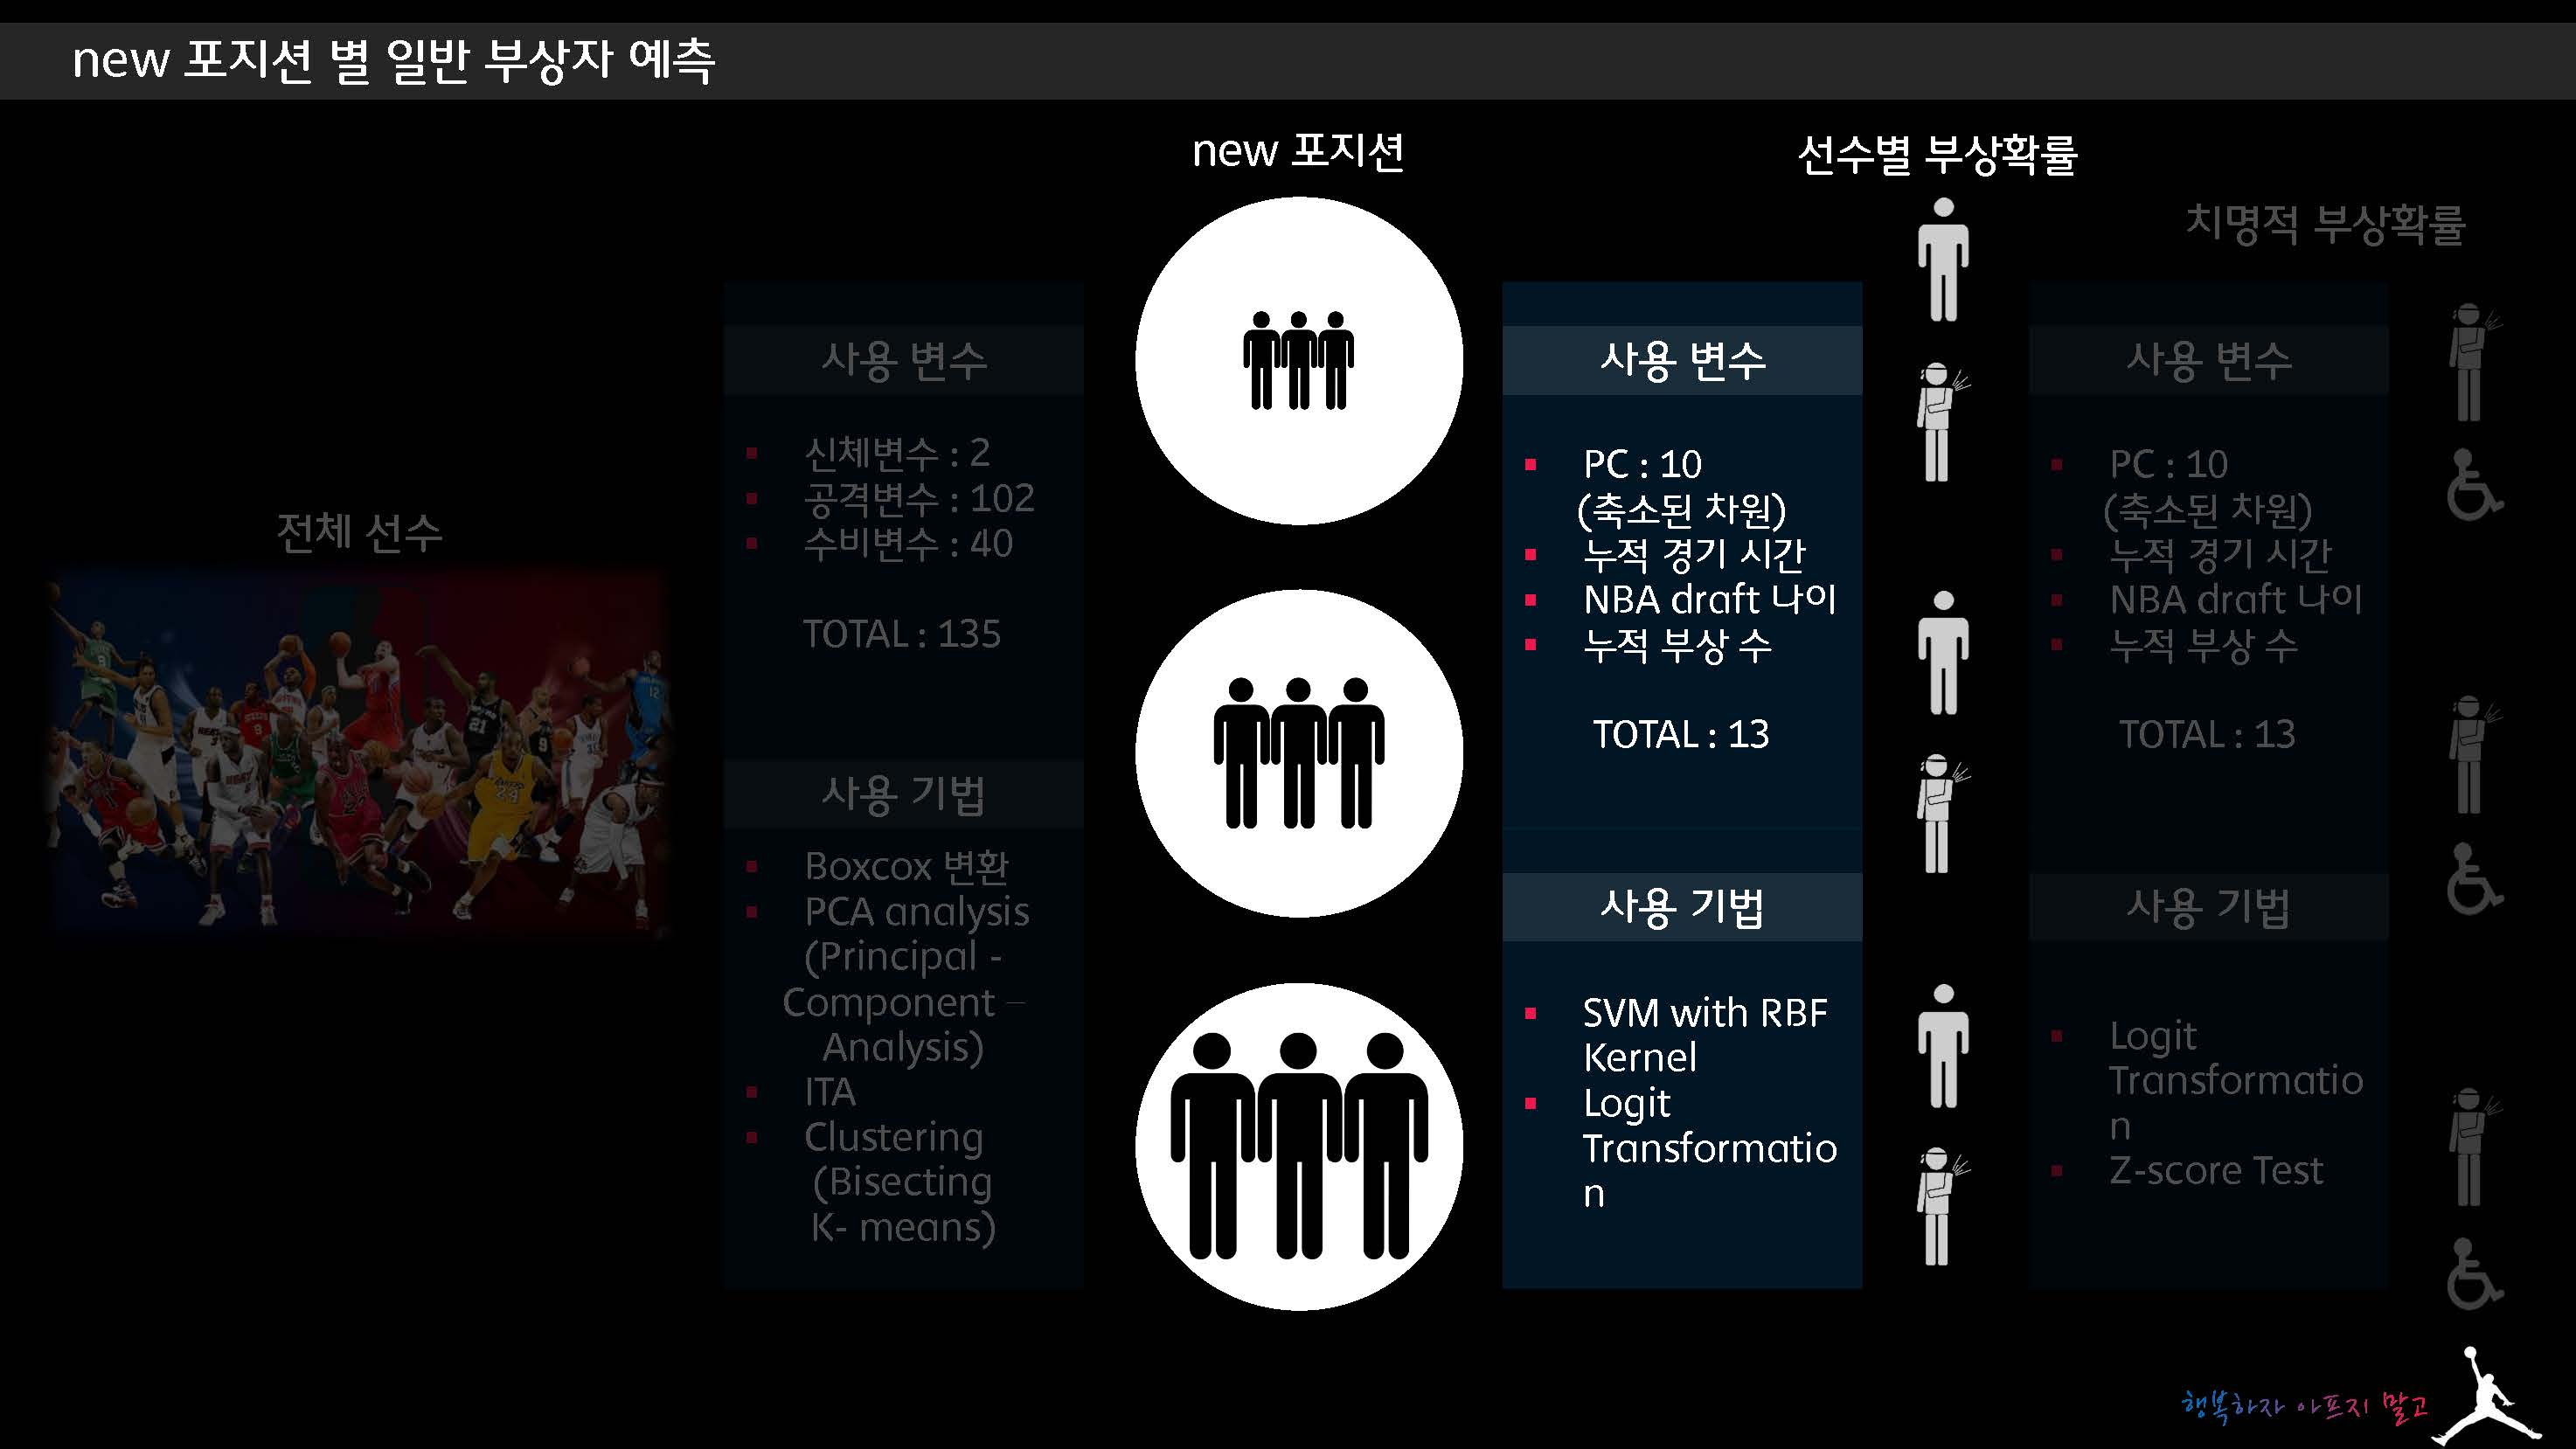 new 포지션 별 일반 부상자 예측
new 포지션
선수별 부상확률
치명적 부상확률
전체 선수
사용 변수
신체변수 : 2
공격변수 : 102
수비변수 : 40
TOTAL : 135
사용 기법
Boxcox 변환
PCA analysis
(Principal -
Component –
Analysis)
ITA
Clustering
(Bisecting
K- means)
사용 변수
PC : 10
(축소된 차원)
누적 경기 시간
NBA draft 나이
누적 부상 수
TOTAL : 13
사용 기법
SVM with RBF
Kernel
Logit
Transformatio
n
사용 변수
PC : 10
(축소된 차원)
누적 경기 시간
NBA draft 나이
누적 부상 수
TOTAL : 13
사용 기법
Logit
Transformatio
n
Z-score Test
행복하자 아프지 말고